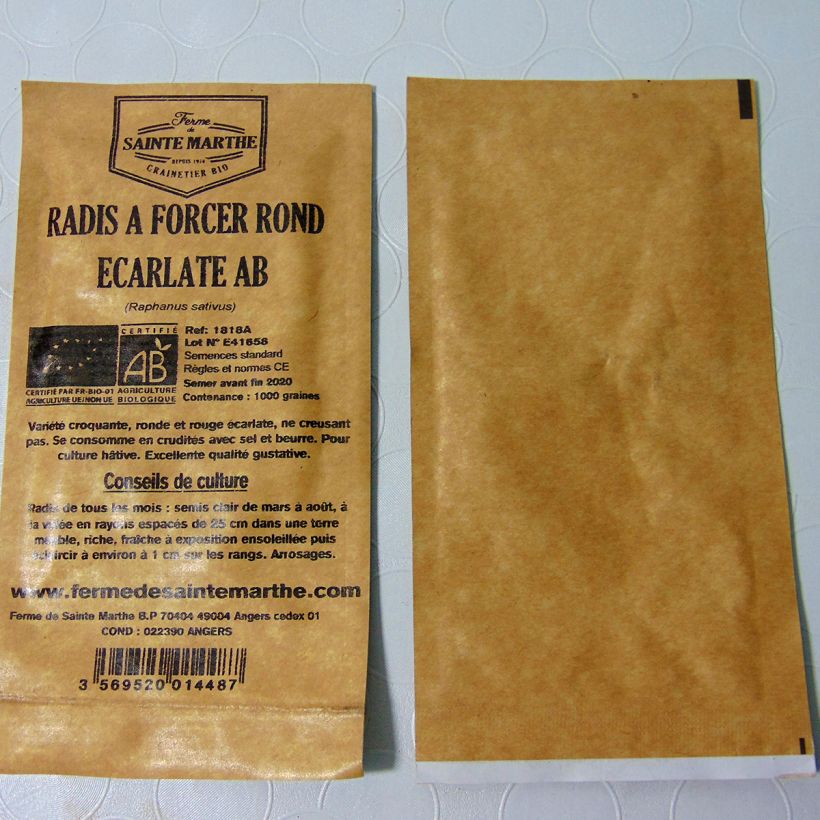 Ferme
de
SAINTE MARTHE
DEPUIS 1974
GRAINETIER BIO
RADIS A FORCER ROND
ECARLATE AB
(Raphanus sativus)
CERTIFIÉ
AB
AGRICULTURE
BIOLOGIQUE
CERTIFIÉ PAR FR-BIO-01
AGRICULTURE UE/NON UE
Ref: 1818A
Lot N° E41658
Semences standard
Règles et normes CE
Semer avant fin 2020
Contenance : 1000 graines
Variété croquante, ronde et rouge écarlate, ne creusant
pas. Se consomme en crudités avec sel et beurre. Pour
culture hâtive. Excellente qualité gustative.
Conseils de culture
Radis de tous les mois : semis clair de mars à août, à
la volée en rayons espacés de 25 cm dans une terre
meuble, riche, fraîche à exposition ensoleillée puis
éclaircir à environ à 1 cm sur les rangs. Arrosages.
www.fermedesaintemarthe.com
Ferme de Sainte Marthe B.P 70404 49004 Angers cedex 01
COND : 022390 ANGERS
3 569520 014487